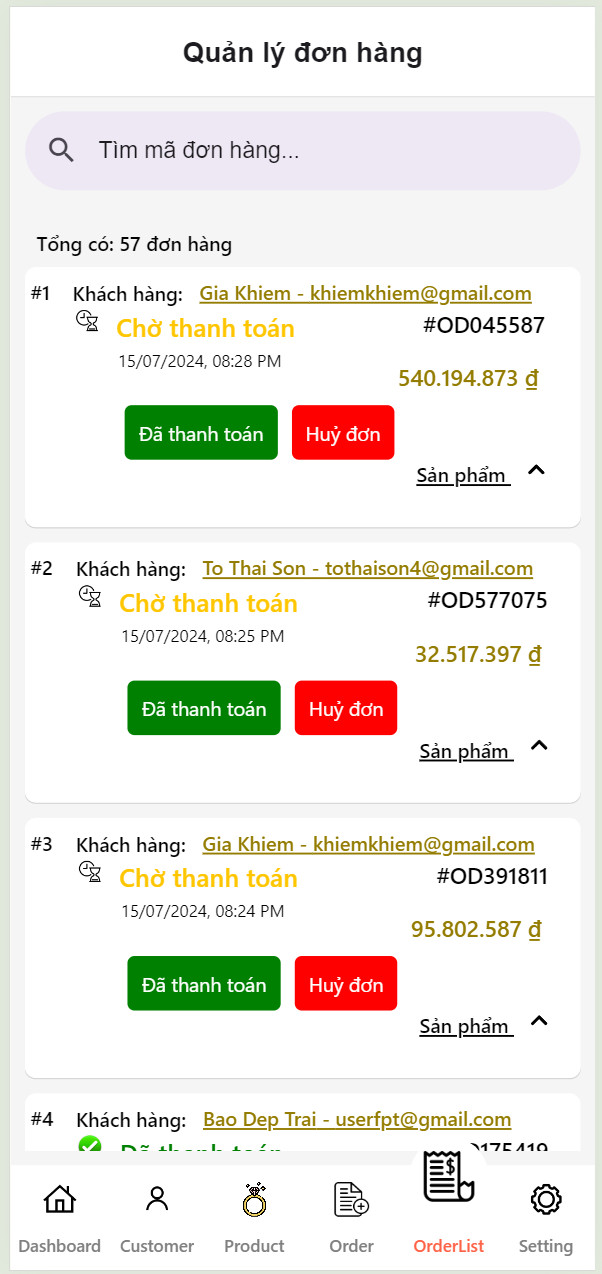 Quản lý đơn hàng
Tìm mã đơn hàng...
Tổng có: 57 đơn hàng
#1 Khách hàng: Gia Khiem - khiemkhiem@gmail.com
Chờ thanh toán #OD045587
15/07/2024, 08:28 PM
540.194.873 ₫
Đã thanh toán Huỷ đơn
Sản phẩm
#2 Khách hàng: To Thai Son - tothaison4@gmail.com
Chờ thanh toán #OD577075
15/07/2024, 08:25 PM
32.517.397 ₫
Đã thanh toán Huỷ đơn
Sản phẩm
#3 Khách hàng: Gia Khiem - khiemkhiem@gmail.com
Chờ thanh toán #OD391811
15/07/2024, 08:24 PM
95.802.587 ₫
Đã thanh toán Huỷ đơn
Sản phẩm
#4 Khách hàng: Bao Dep Trai - userfpt@gmail.com
Đã thanh toán
Dashboard Customer Product Order OrderList Setting